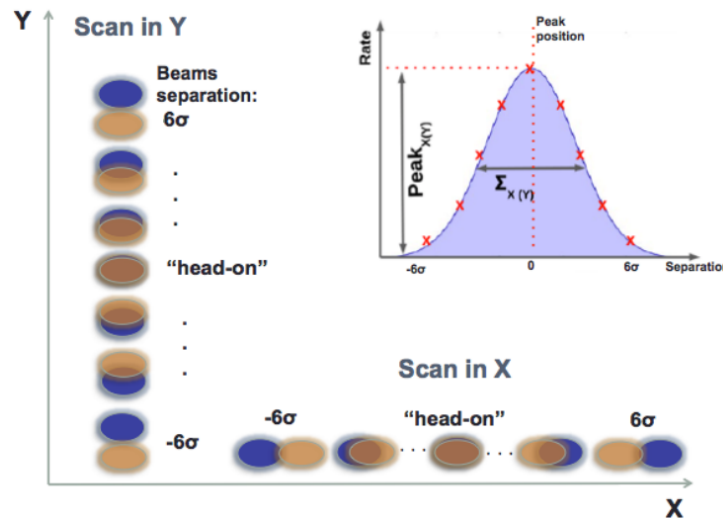 Y
Scan in Y
Beams
separation:
6σ
.
.
.
"head-on"
.
.
.
-6σ
Rate
Peak
position
Peak X(Y)
Σ X (Y)
-6σ
0
6σ
Separation
Scan in X
-6σ
"head-on"
6σ
. . .
. . .
X